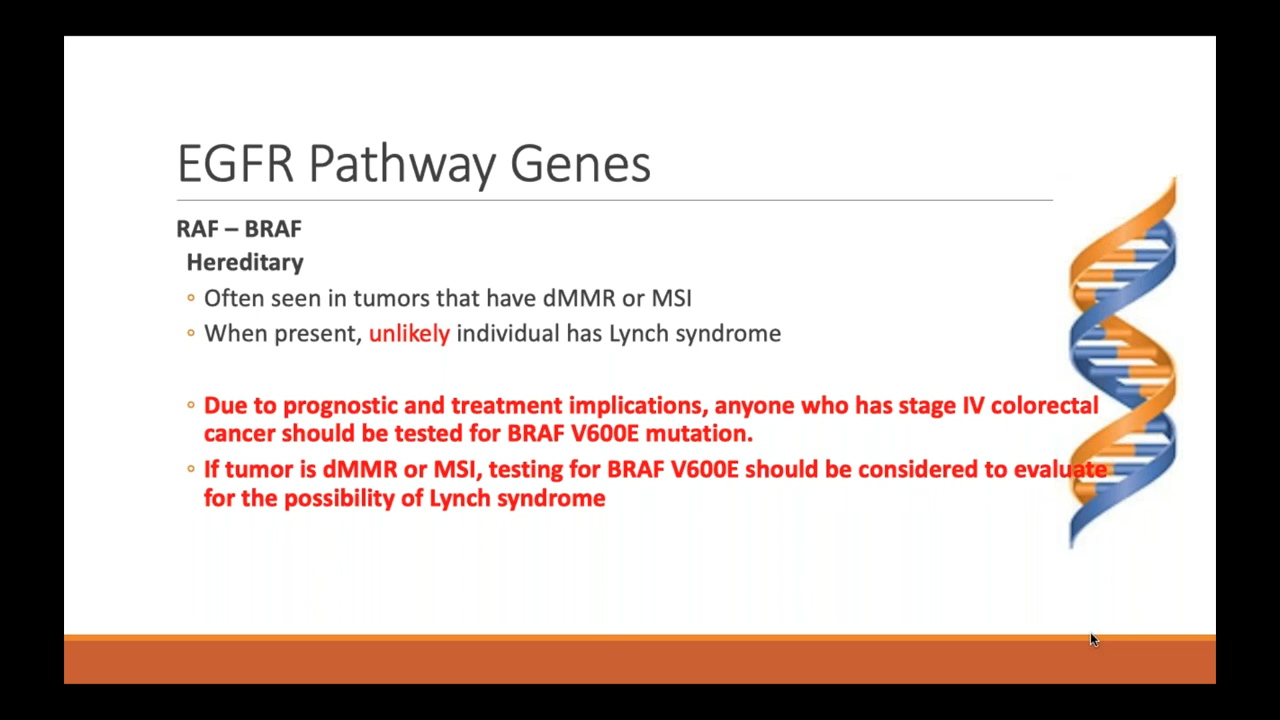 EGFR Pathway Genes
RAF – BRAF
Hereditary
◦ Often seen in tumors that have dMMR or MSI
◦ When present, unlikely individual has Lynch syndrome
◦ Due to prognostic and treatment implications, anyone who has stage IV colorectal
cancer should be tested for BRAF V600E mutation.
◦ If tumor is dMMR or MSI, testing for BRAF V600E should be considered to evaluate
for the possibility of Lynch syndrome